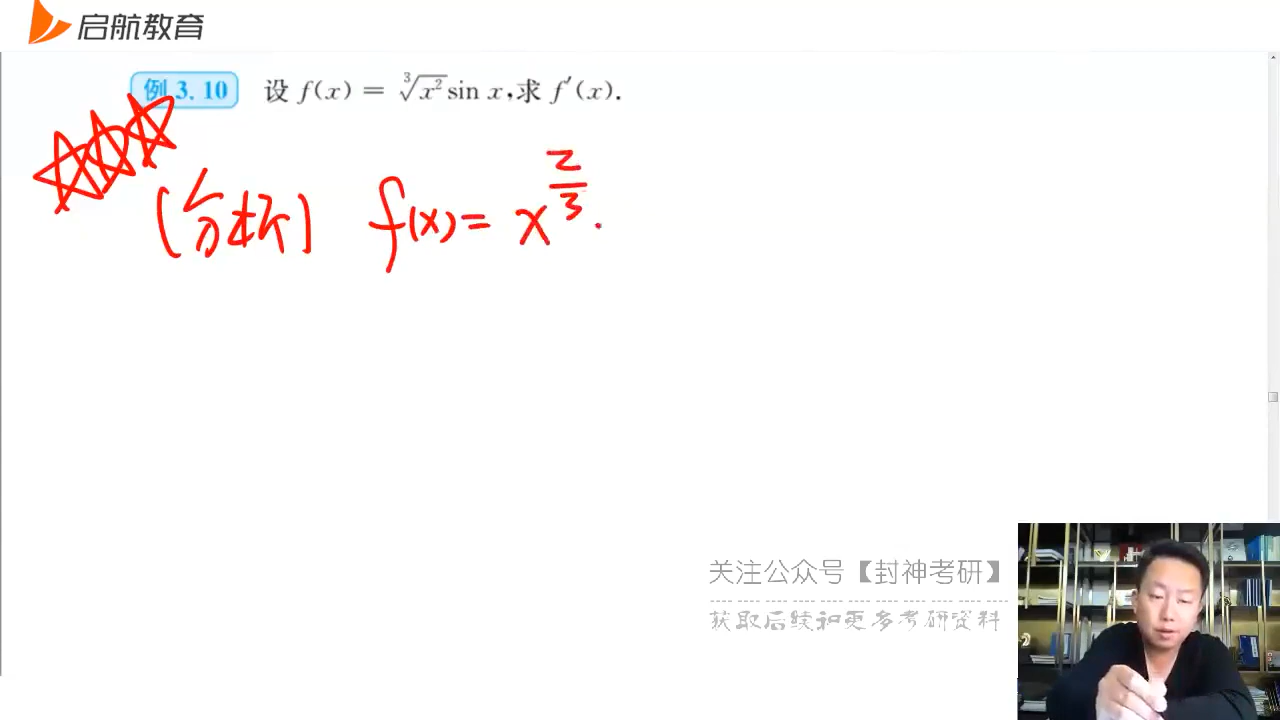 启航教育
例 3.10 设 f(x) = ∛x² sin x,求 f′(x).
(分析) f(x) = x^{2/3}.
关注公众号【封神考研】
获取后续和更多考研资料